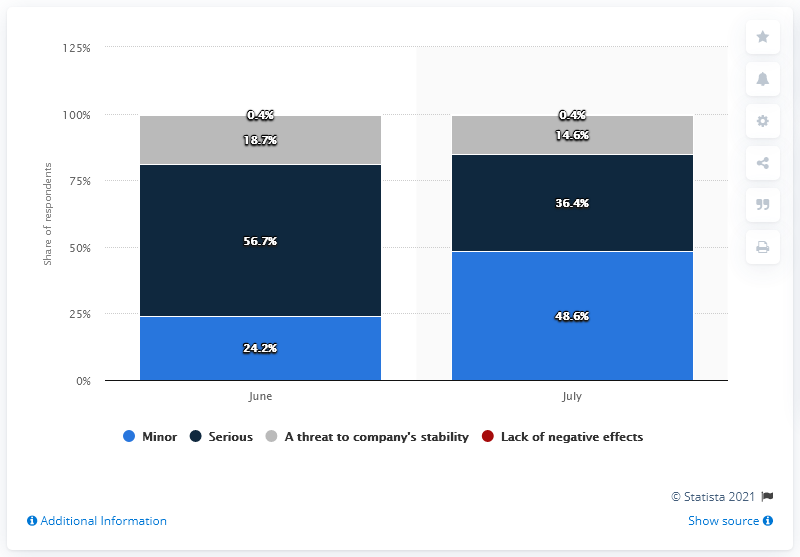 125%
100%
75%
50%
25%
0%
Share of respondents
0.4%
18.7%
56.7%
24.2%
0.4%
14.6%
36.4%
48.6%
June
July
Minor
Serious
A threat to company's stability
Lack of negative effects
© Statista 2021
Additional Information
Show source